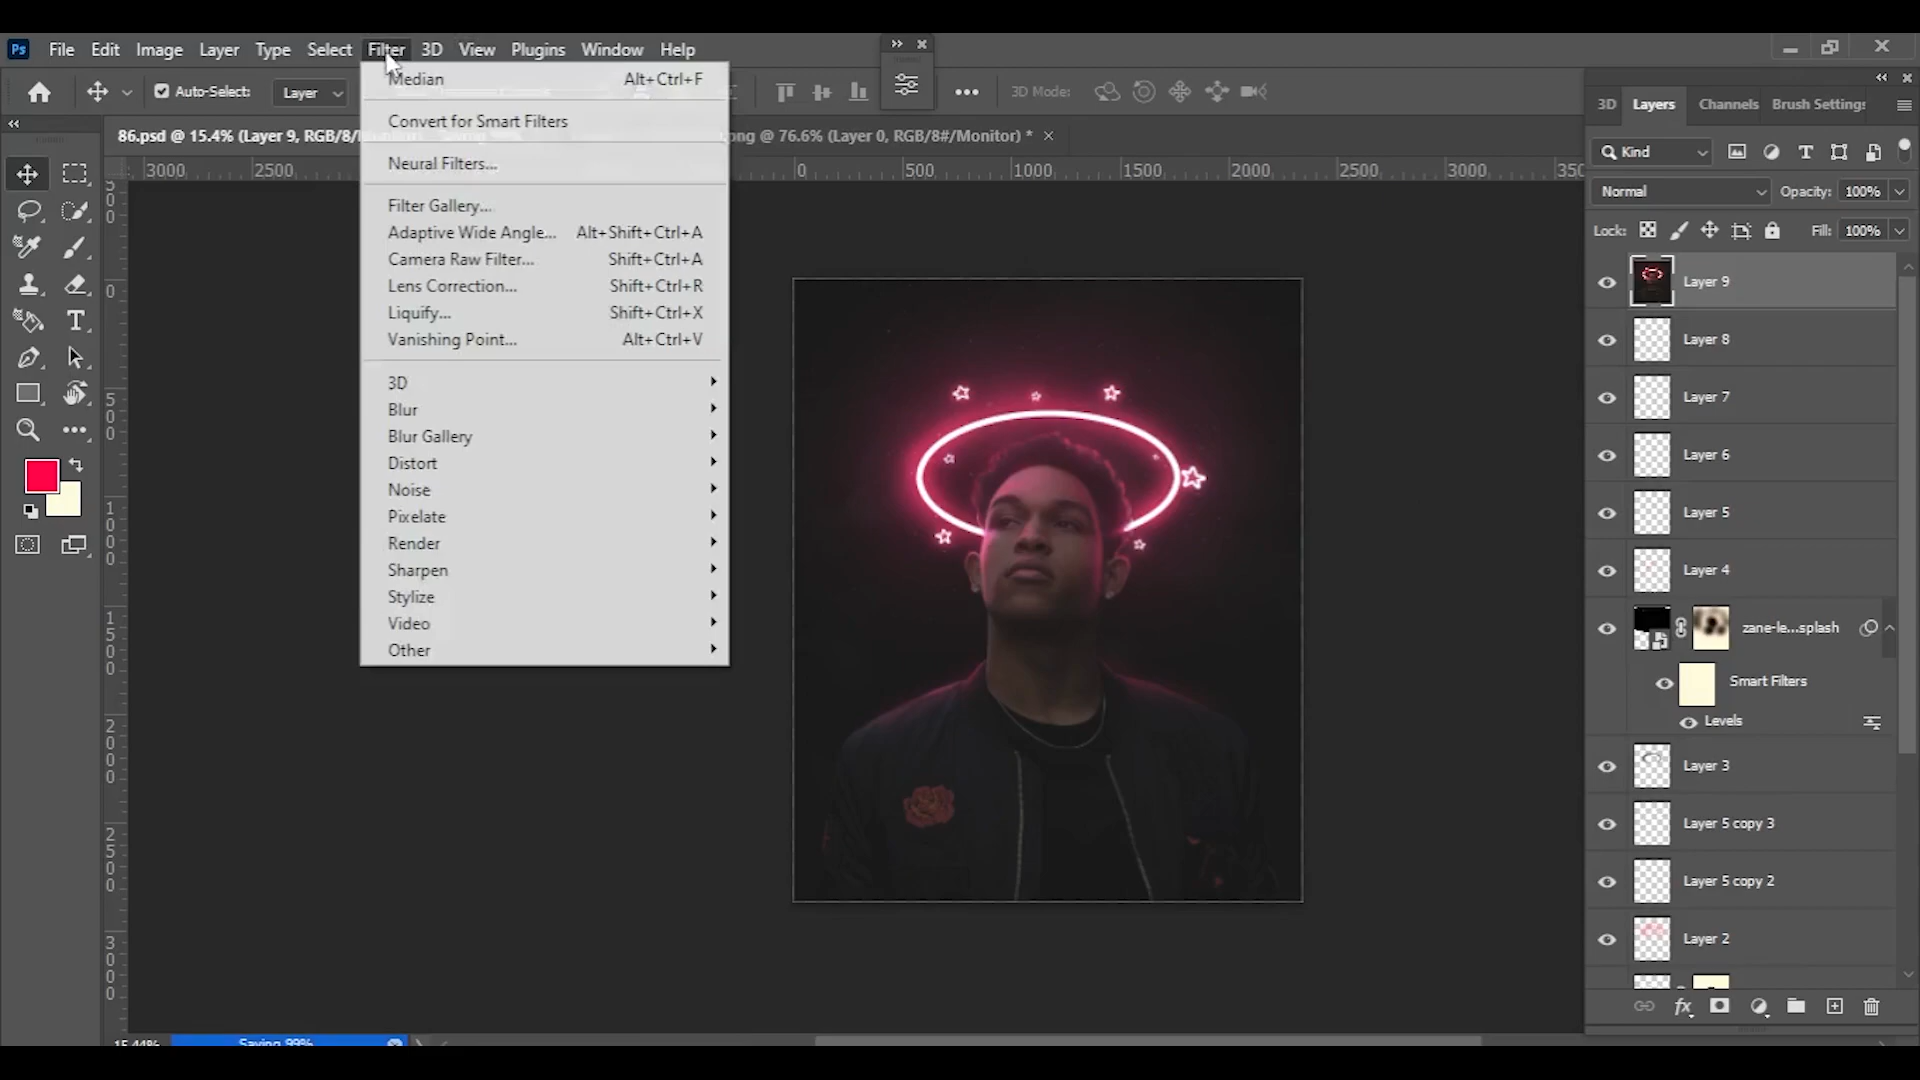 Ps File Edit Image Layer Type Select Filter 3D View Plugins Window Help
Auto-Select: Layer
3D Mode:
86.psd @ 15.4% (Layer 9, RGB/8/
.png @ 76.6% (Layer 0, RGB/8#/Monitor) *
3000 2500 0 500 1000 1500 2000 2500 3000 350
Median Alt+Ctrl+F
Convert for Smart Filters
Neural Filters...
Filter Gallery...
Adaptive Wide Angle... Alt+Shift+Ctrl+A
Camera Raw Filter... Shift+Ctrl+A
Lens Correction... Shift+Ctrl+R
Liquify... Shift+Ctrl+X
Vanishing Point... Alt+Ctrl+V
3D
Blur
Blur Gallery
Distort
Noise
Pixelate
Render
Sharpen
Stylize
Video
Other
3D Layers Channels Brush Settings
Kind
Normal Opacity: 100%
Lock: Fill: 100%
Layer 9
Layer 8
Layer 7
Layer 6
Layer 5
Layer 4
zane-le...splash
Smart Filters
Levels
Layer 3
Layer 5 copy 3
Layer 5 copy 2
Layer 2
15.44% Saving 99%